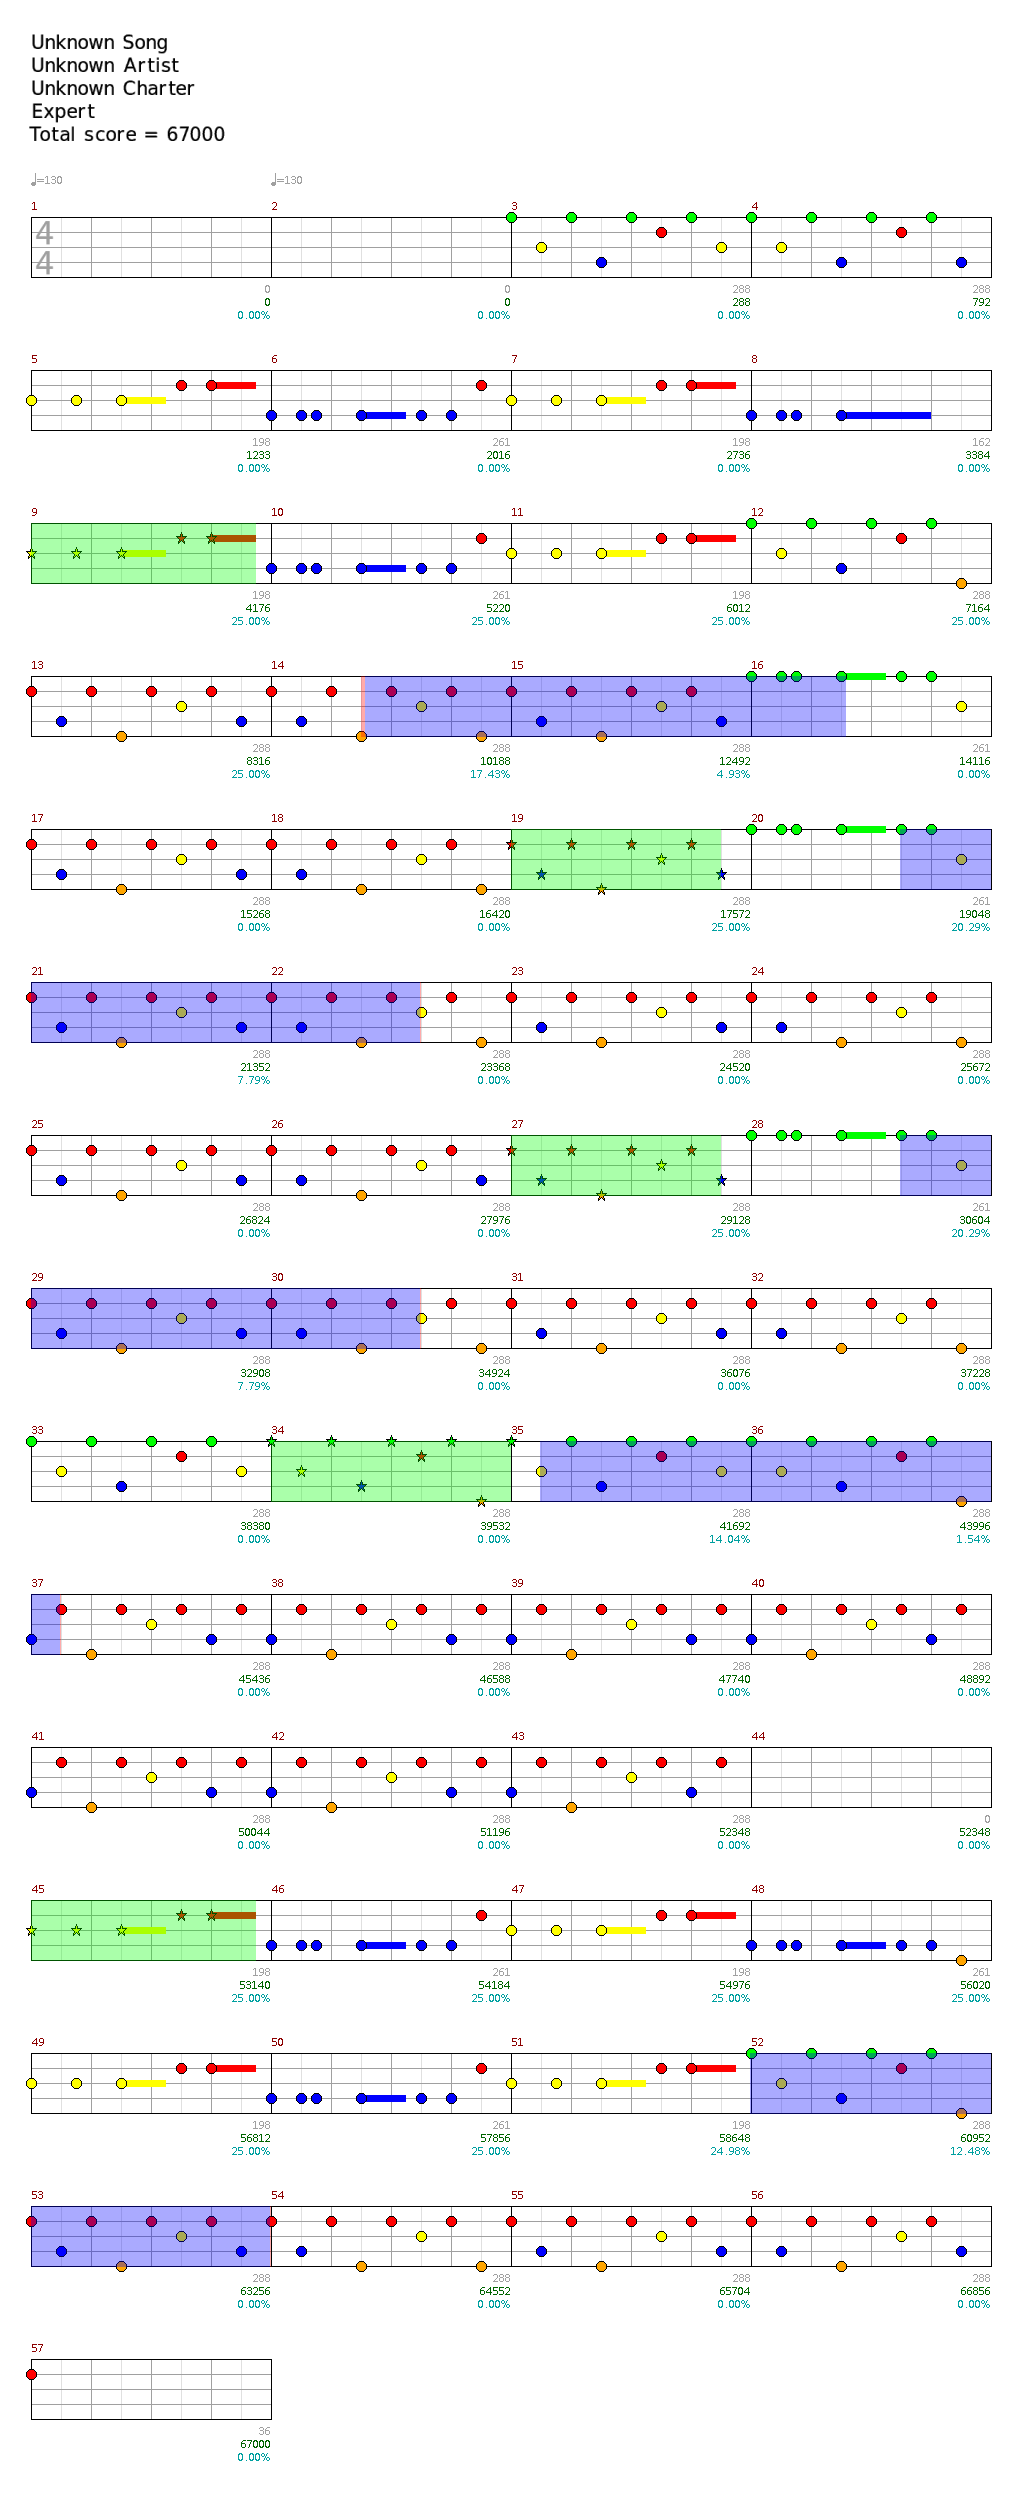 Unknown Song
Unknown Artist
Unknown Charter
Expert
Total score = 67000
♩=130 ♩=130
1 2 3 4
4
4
0 0 288 288
0 0 288 792
0.00% 0.00% 0.00% 0.00%
5 6 7 8
198 261 198 162
1233 2016 2736 3384
0.00% 0.00% 0.00% 0.00%
9 10 11 12
198 261 198 288
4176 5220 6012 7164
25.00% 25.00% 25.00% 25.00%
13 14 15 16
288 288 288 261
8316 10188 12492 14116
25.00% 17.43% 4.93% 0.00%
17 18 19 20
288 288 288 261
15268 16420 17572 19048
0.00% 0.00% 25.00% 20.29%
21 22 23 24
288 288 288 288
21352 23368 24520 25672
7.79% 0.00% 0.00% 0.00%
25 26 27 28
288 288 288 261
26824 27976 29128 30604
0.00% 0.00% 25.00% 20.29%
29 30 31 32
288 288 288 288
32908 34924 36076 37228
7.79% 0.00% 0.00% 0.00%
33 34 35 36
288 288 288 288
38380 39532 41692 43996
0.00% 0.00% 14.04% 1.54%
37 38 39 40
288 288 288 288
45436 46588 47740 48892
0.00% 0.00% 0.00% 0.00%
41 42 43 44
288 288 288 0
50044 51196 52348 52348
0.00% 0.00% 0.00% 0.00%
45 46 47 48
198 261 198 261
53140 54184 54976 56020
25.00% 25.00% 25.00% 25.00%
49 50 51 52
198 261 198 288
56812 57856 58648 60952
25.00% 25.00% 24.98% 12.48%
53 54 55 56
288 288 288 288
63256 64552 65704 66856
0.00% 0.00% 0.00% 0.00%
57
36
67000
0.00%